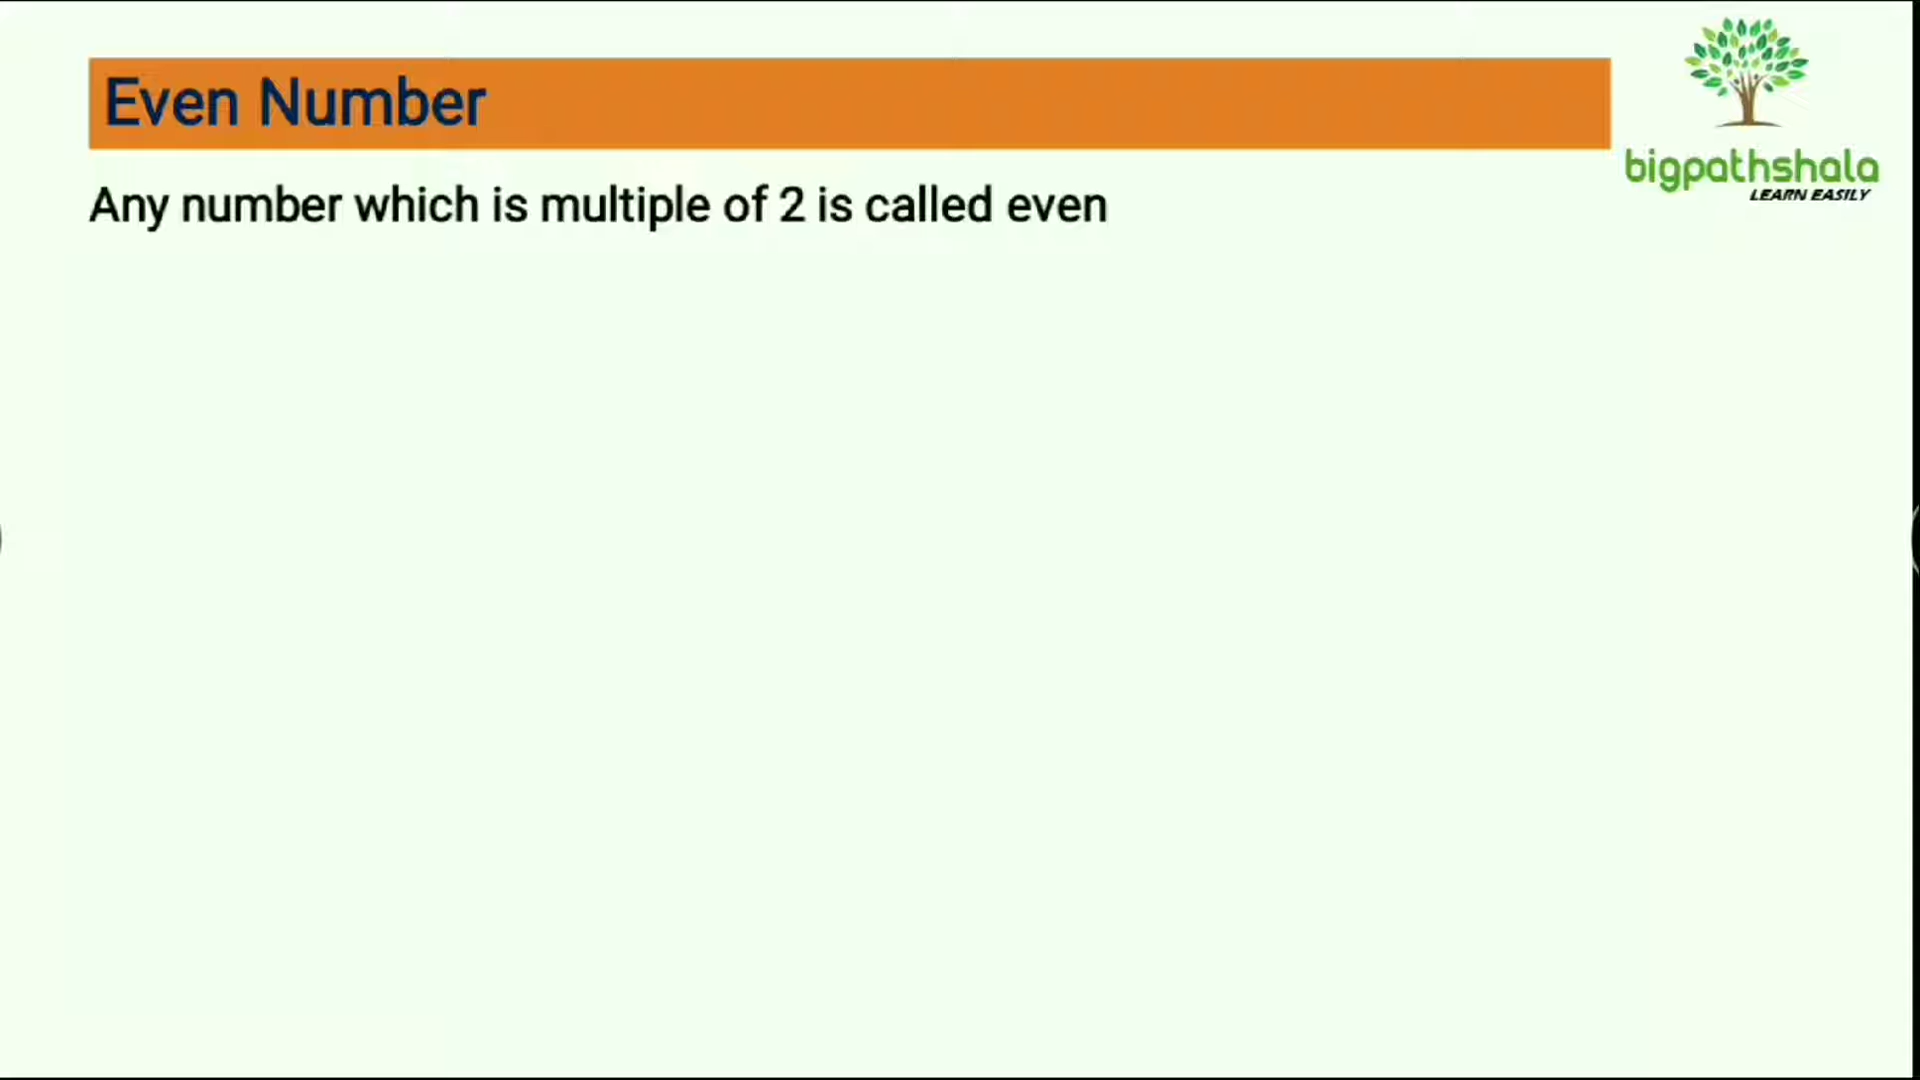 Even Number
bigpathshala
LEARN EASILY
Any number which is multiple of 2 is called even